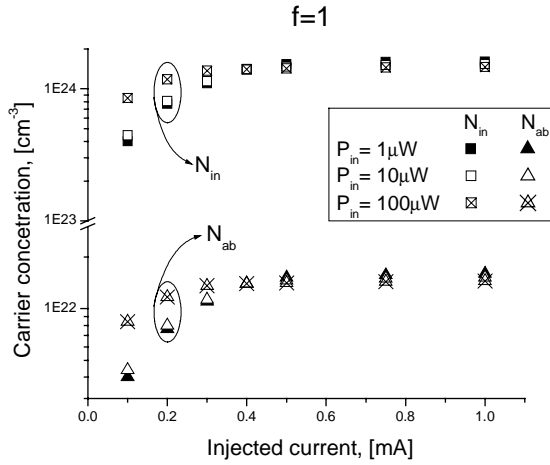 f=1
Carrier concetration, [cm-3]
1E24
1E23
1E22
N_in
N_ab
N_in N_ab
P_in= 1μW
P_in= 10μW
P_in= 100μW
0.0 0.2 0.4 0.6 0.8 1.0
Injected current, [mA]